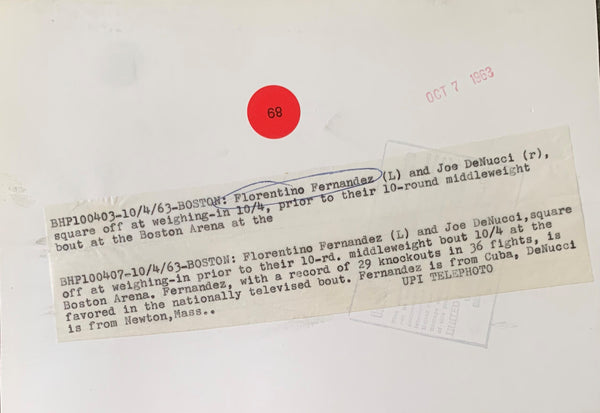 OCT 7 1963
68
BHP100403-10/4/63-BOSTON: Florentino Fernandez (L) and Joe DeNucci (r),
square off at weighing-in 10/4, prior to their 10-round middleweight
bout at the Boston Arena at the
BHP100407-10/4/63-BOSTON: Florentino Fernandez (L) and Joe DeNucci,square
off at weighing-in prior to their 10-rd. middleweight bout 10/4 at the
Boston Arena. Fernandez, with a record of 29 knockouts in 36 fights, is
favored in the nationally televised bout. Fernandez is from Cuba, DeNucci
is from Newton,Mass..
UPI TELEPHOTO